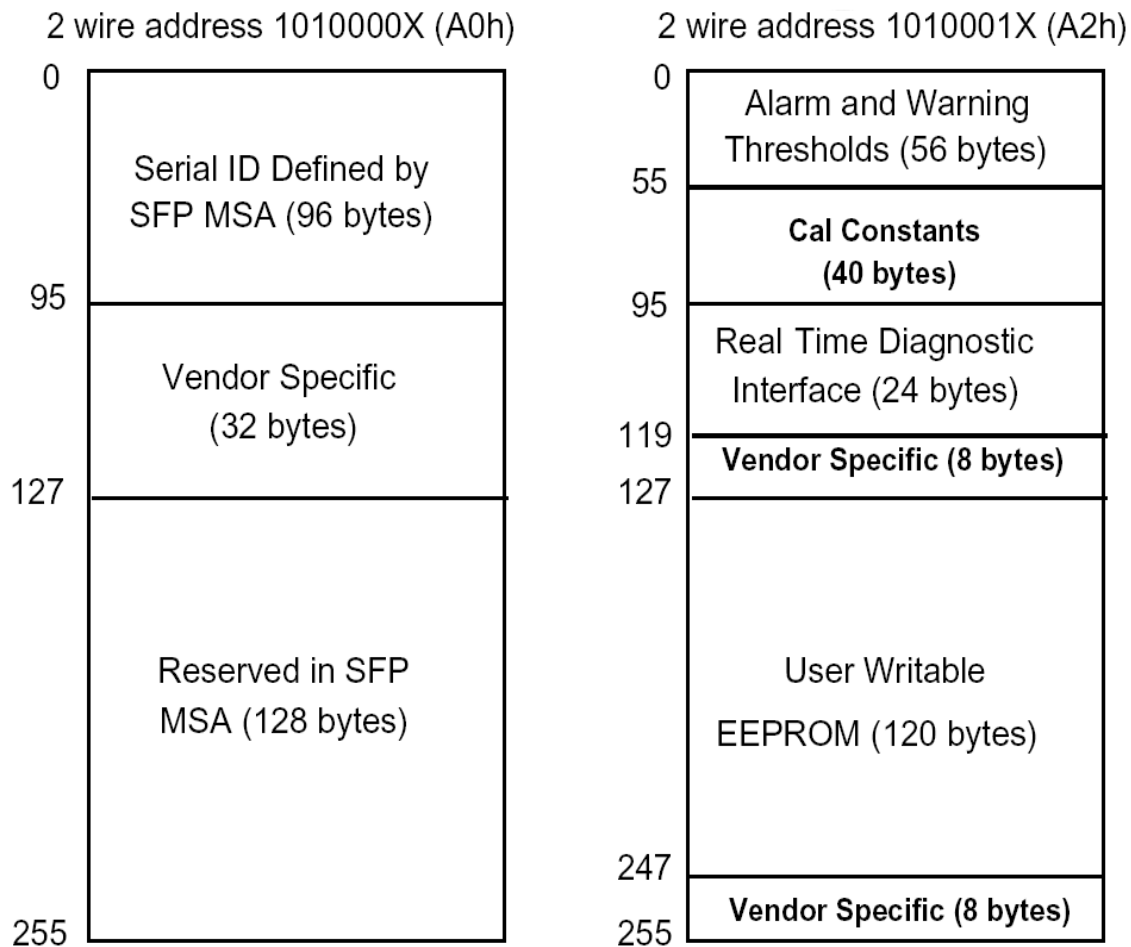 2 wire address 1010000X (A0h)
0
Serial ID Defined by
SFP MSA (96 bytes)
95
Vendor Specific
(32 bytes)
127
Reserved in SFP
MSA (128 bytes)
255
2 wire address 1010001X (A2h)
0
Alarm and Warning
Thresholds (56 bytes)
55
Cal Constants
(40 bytes)
95
Real Time Diagnostic
Interface (24 bytes)
119
Vendor Specific (8 bytes)
127
User Writable
EEPROM (120 bytes)
247
Vendor Specific (8 bytes)
255